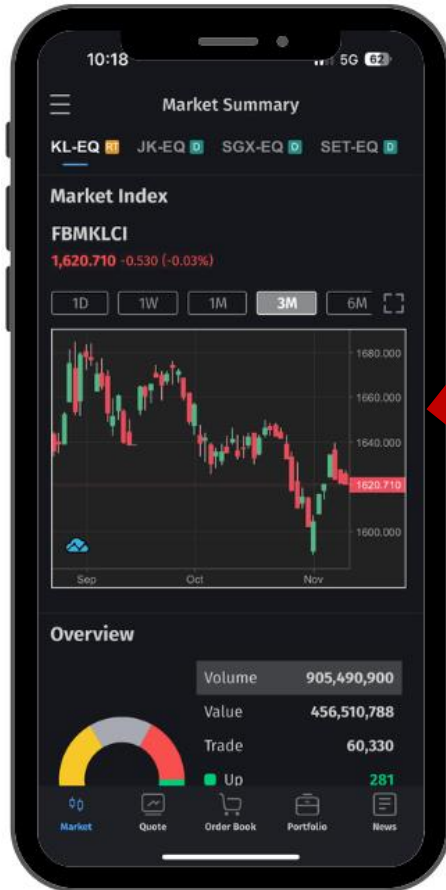 10:18 5G 62
Market Summary
KL-EQ RT JK-EQ D SGX-EQ D SET-EQ D
Market Index
FBMKLCI
1,620.710 -0.530 (-0.03%)
1D 1W 1M 3M 6M
1680.000
1660.000
1640.000
1620.710
1600.000
Sep Oct Nov
Overview
Volume 905,490,900
Value 456,510,788
Trade 60,330
Up 281
Market Quote Order Book Portfolio News